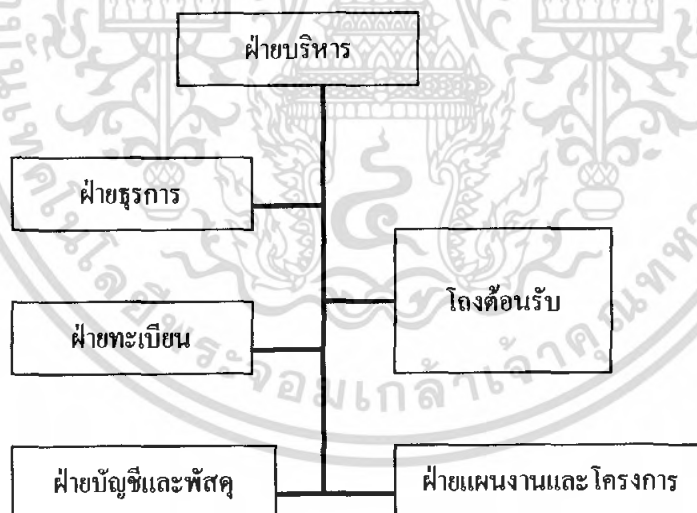 ฝ่ายบริหาร
ฝ่ายธุรการ
โถงต้อนรับ
ฝ่ายทะเบียน
ฝ่ายบัญชีและพัสดุ
ฝ่ายแผนงานและโครงการ